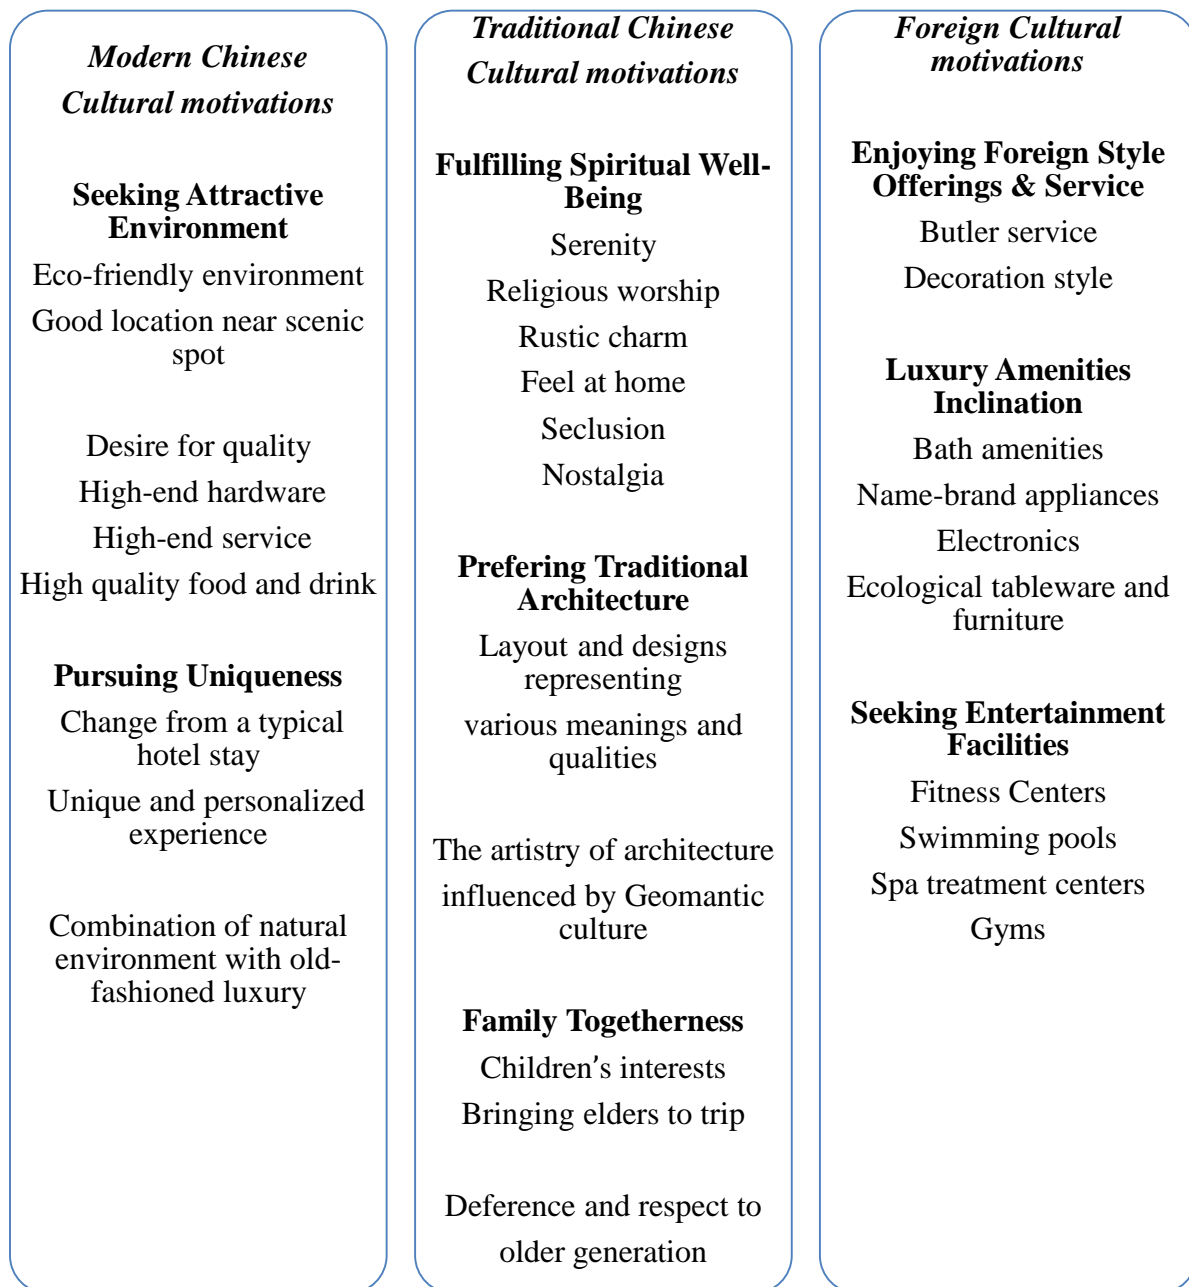 Modern Chinese
Cultural motivations
Seeking Attractive
Environment
Eco-friendly environment
Good location near scenic
spot
Desire for quality
High-end hardware
High-end service
High quality food and drink
Pursuing Uniqueness
Change from a typical
hotel stay
Unique and personalized
experience
Combination of natural
environment with old-
fashioned luxury
Traditional Chinese
Cultural motivations
Fulfilling Spiritual Well-
Being
Serenity
Religious worship
Rustic charm
Feel at home
Seclusion
Nostalgia
Prefering Traditional
Architecture
Layout and designs
representing
various meanings and
qualities
The artistry of architecture
influenced by Geomantic
culture
Family Togetherness
Children’s interests
Bringing elders to trip
Deference and respect to
older generation
Foreign Cultural
motivations
Enjoying Foreign Style
Offerings & Service
Butler service
Decoration style
Luxury Amenities
Inclination
Bath amenities
Name-brand appliances
Electronics
Ecological tableware and
furniture
Seeking Entertainment
Facilities
Fitness Centers
Swimming pools
Spa treatment centers
Gyms